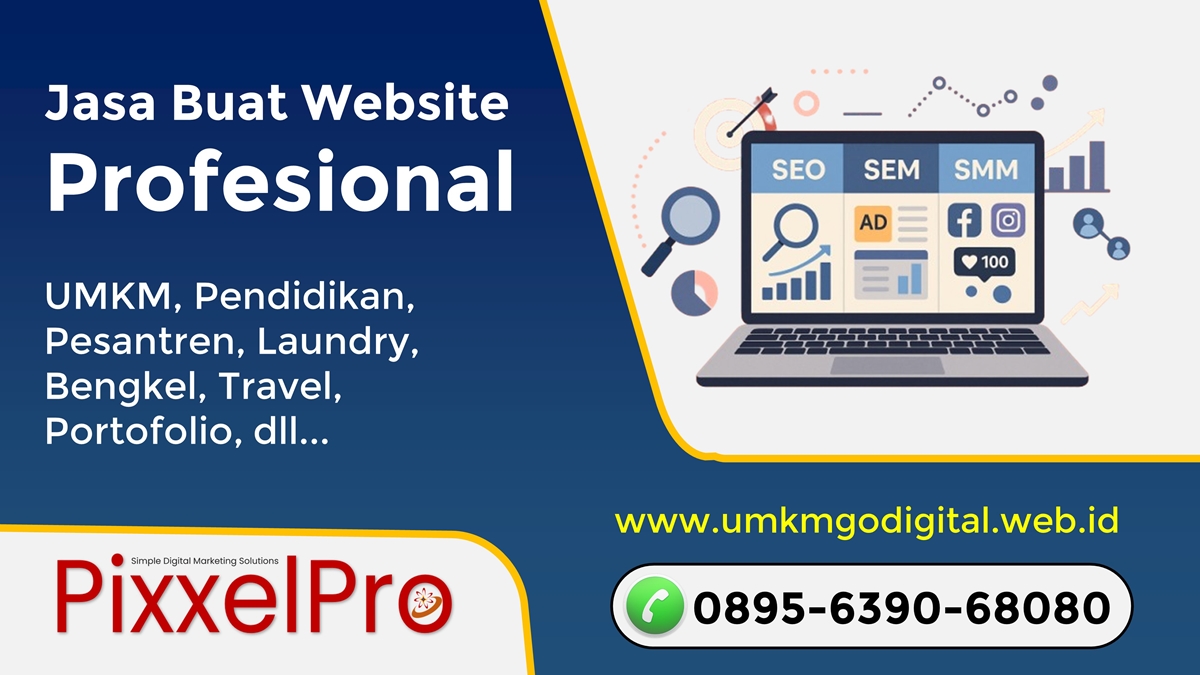 Jasa Buat Website
Profesional
UMKM, Pendidikan,
Pesantren, Laundry,
Bengkel, Travel,
Portofolio, dll...
SEO SEM SMM
AD
100
www.umkmgodigital.web.id
Simple Digital Marketing Solutions
PixxelPro
0895-6390-68080